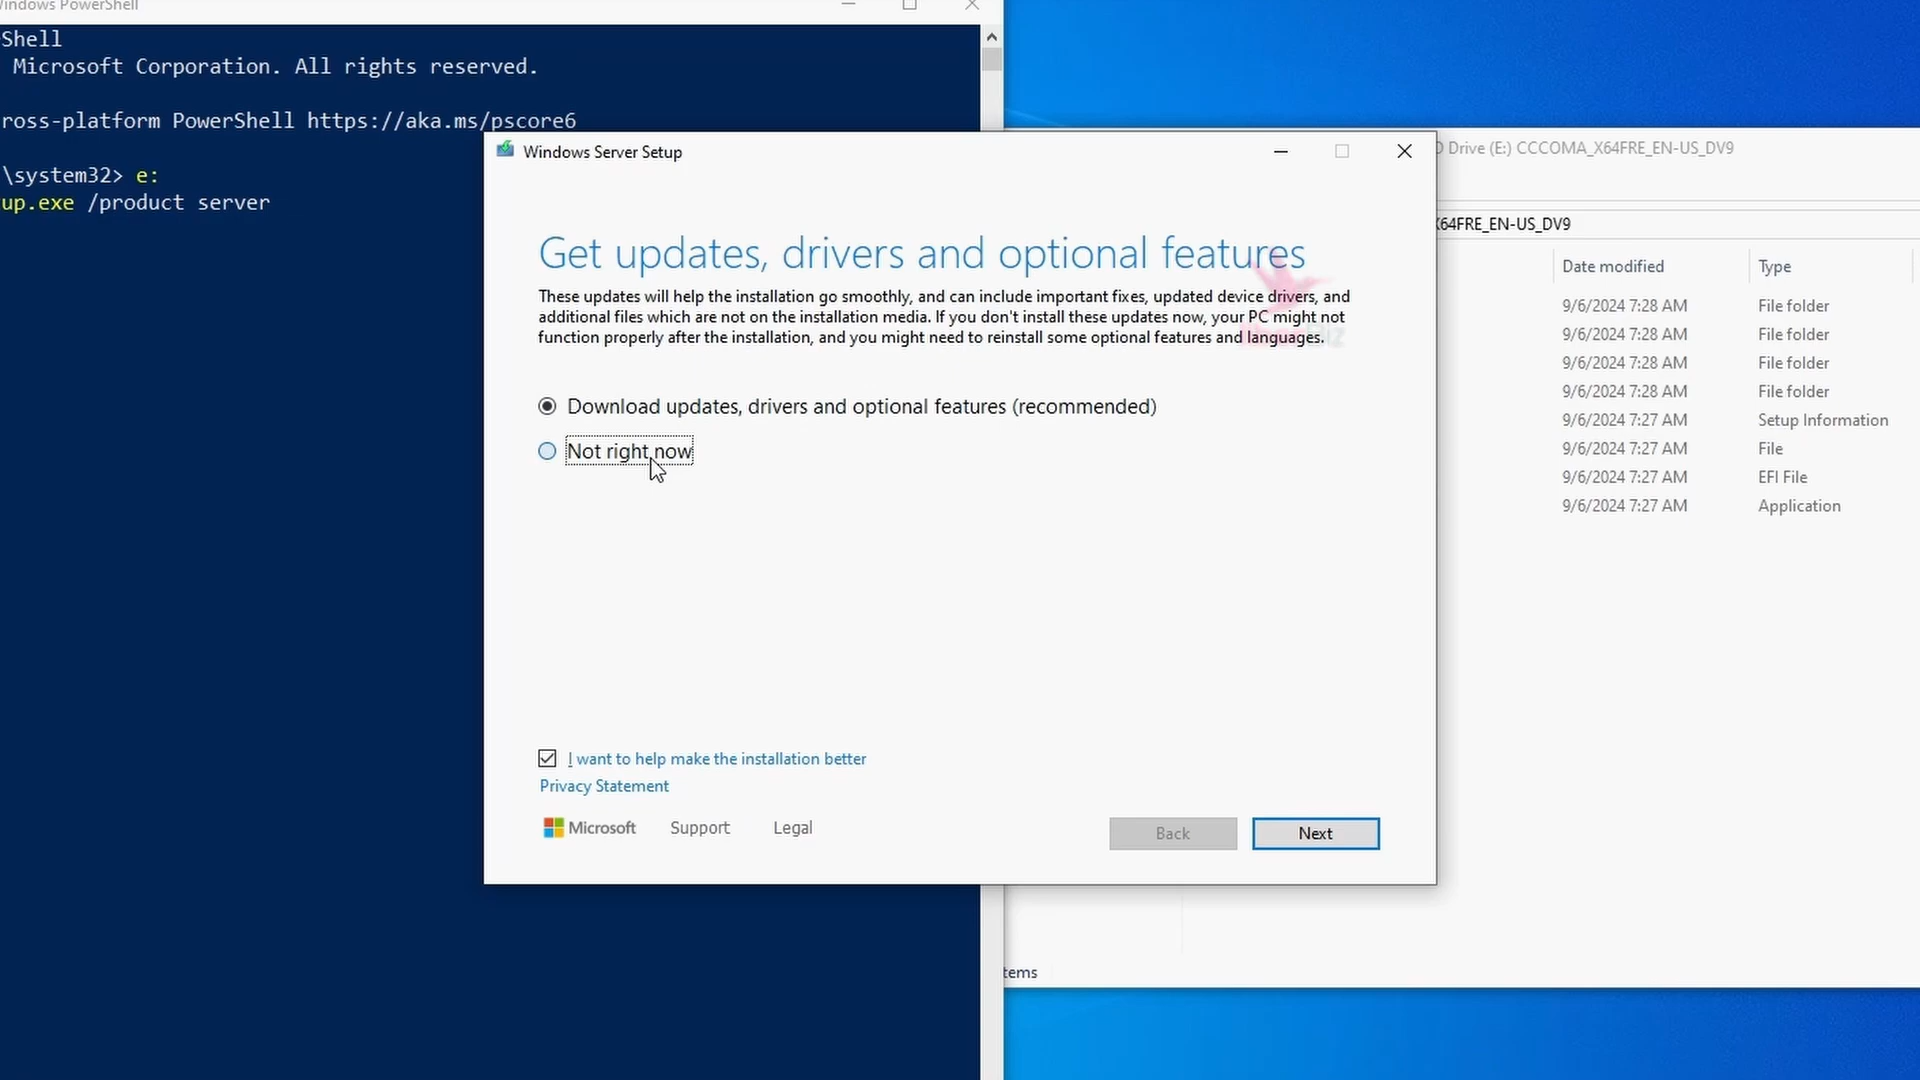 indows PowerShell
Shell
Microsoft Corporation. All rights reserved.
ross-platform PowerShell https://aka.ms/pscore6
\system32> e:
up.exe /product server
Windows Server Setup
Get updates, drivers and optional features
These updates will help the installation go smoothly, and can include important fixes, updated device drivers, and
additional files which are not on the installation media. If you don't install these updates now, your PC might not
function properly after the installation, and you might need to reinstall some optional features and languages.
Download updates, drivers and optional features (recommended)
Not right now
I want to help make the installation better
Privacy Statement
Microsoft
Support
Legal
Back
Next
D Drive (E:) CCCOMA_X64FRE_EN-US_DV9
X64FRE_EN-US_DV9
Date modified Type
9/6/2024 7:28 AM File folder
9/6/2024 7:28 AM File folder
9/6/2024 7:28 AM File folder
9/6/2024 7:28 AM File folder
9/6/2024 7:27 AM Setup Information
9/6/2024 7:27 AM File
9/6/2024 7:27 AM EFI File
9/6/2024 7:27 AM Application
tems